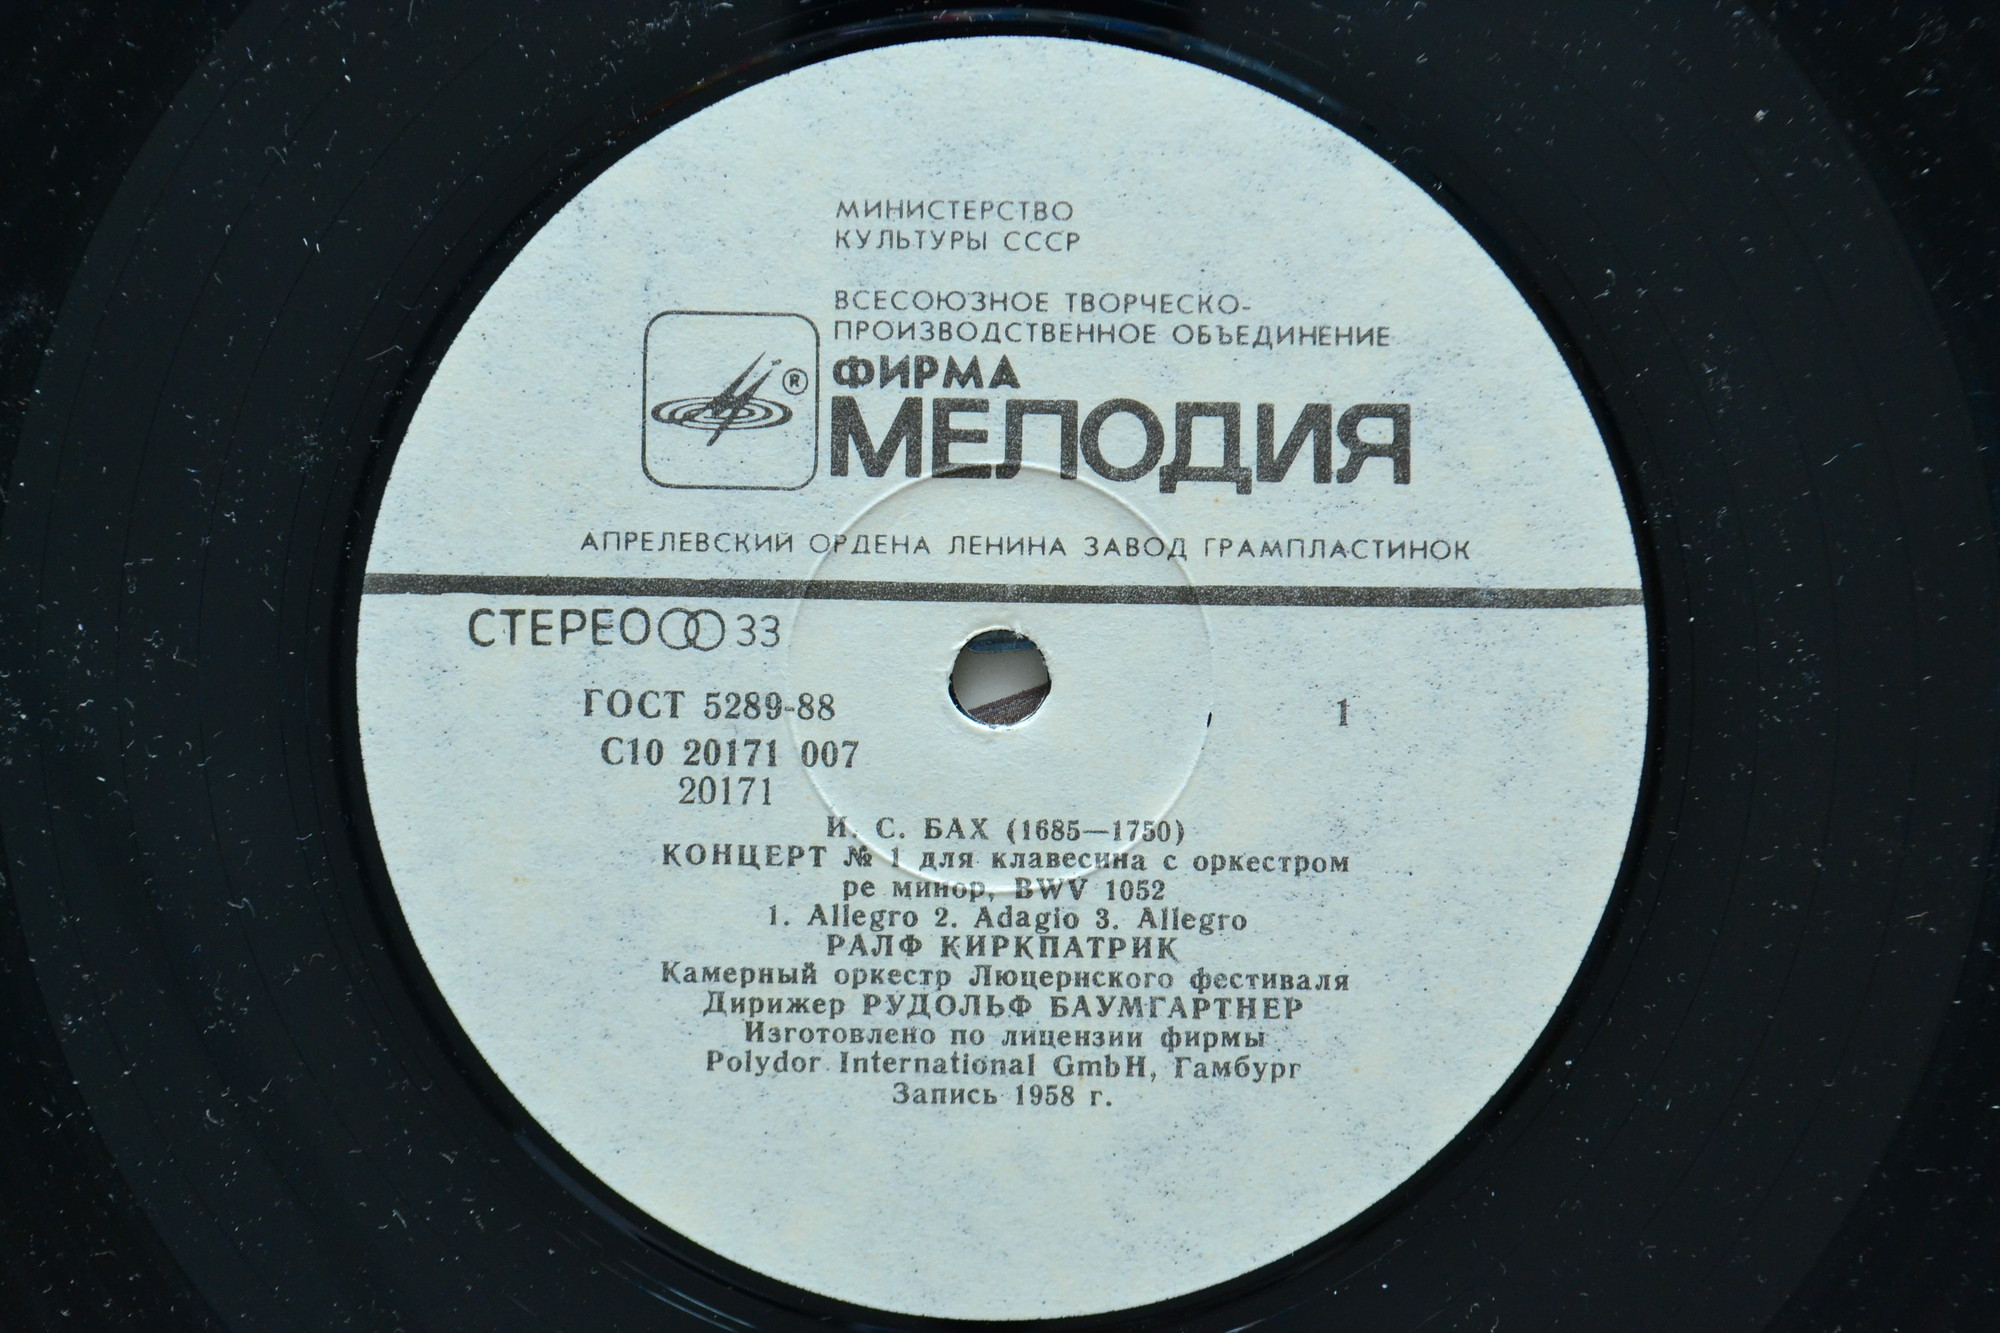 МИНИСТЕРСТВО
КУЛЬТУРЫ СССР
ВСЕСОЮЗНОЕ ТВОРЧЕСКО-
ПРОИЗВОДСТВЕННОЕ ОБЪЕДИНЕНИЕ
ФИРМА
МЕЛОДИЯ
®
АПРЕЛЕВСКИЙ ОРДЕНА ЛЕНИНА ЗАВОД ГРАМПЛАСТИНОК
СТЕРЕО 33
ГОСТ 5289-88
1
С10 20171 007
20171
И. С. БАХ (1685—1750)
КОНЦЕРТ № 1 для клавесина с оркестром
ре минор, BWV 1052
1. Allegro 2. Adagio 3. Allegro
РАЛФ КИРКПАТРИК
Камерный оркестр Люцернского фестиваля
Дирижер РУДОЛЬФ БАУМГАРТНЕР
Изготовлено по лицензии фирмы
Polydor International GmbH, Гамбург
Запись 1958 г.